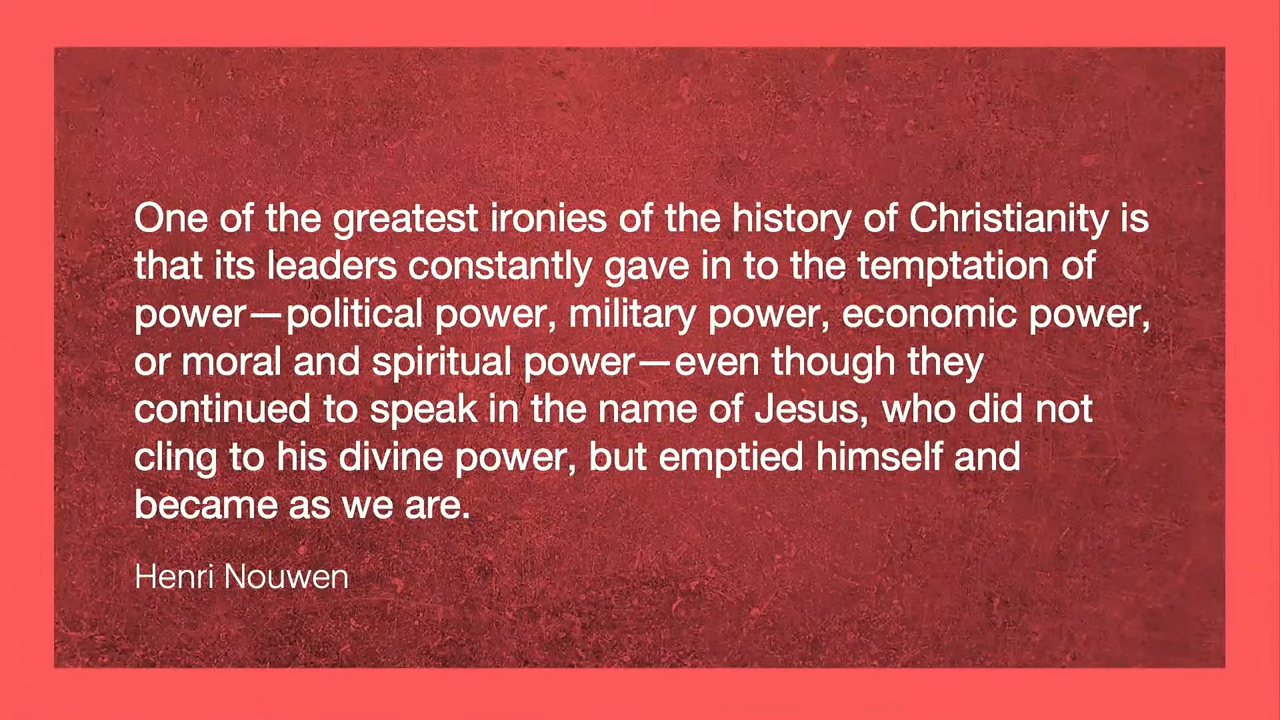 One of the greatest ironies of the history of Christianity is
that its leaders constantly gave in to the temptation of
power—political power, military power, economic power,
or moral and spiritual power—even though they
continued to speak in the name of Jesus, who did not
cling to his divine power, but emptied himself and
became as we are.
Henri Nouwen